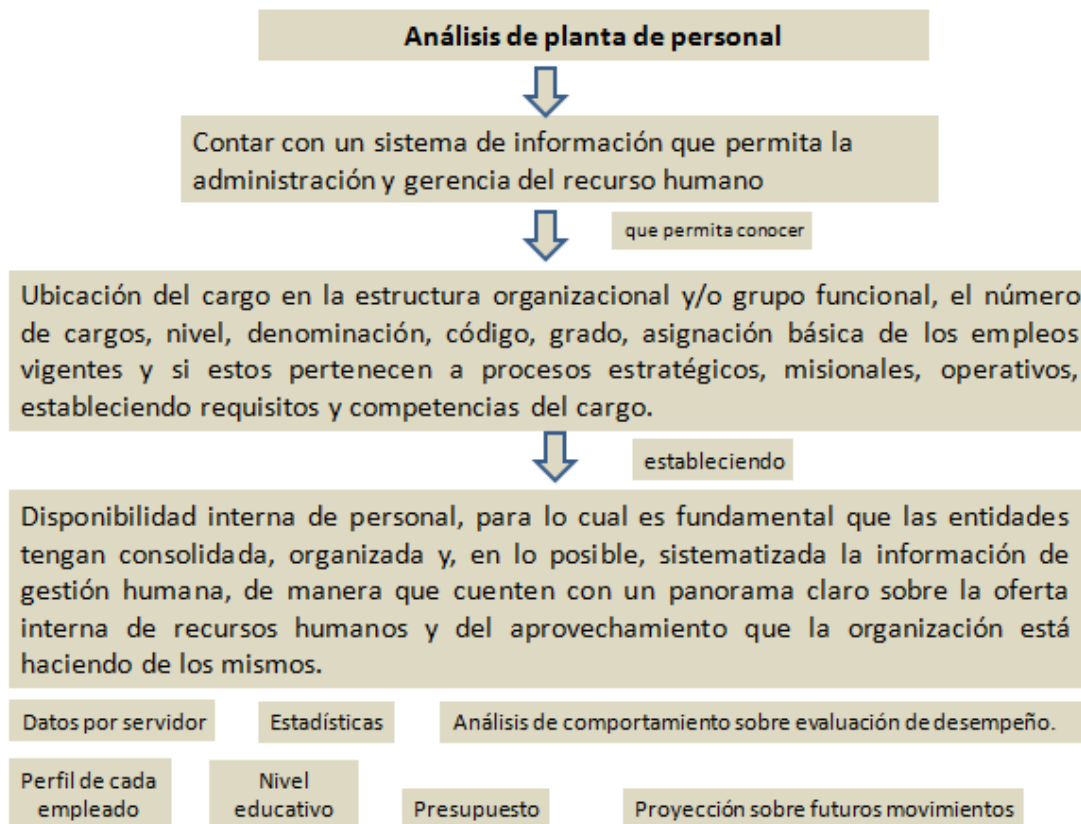 Análisis de planta de personal
Contar con un sistema de información que permita la
administración y gerencia del recurso humano
que permita conocer
Ubicación del cargo en la estructura organizacional y/o grupo funcional, el número
de cargos, nivel, denominación, código, grado, asignación básica de los empleos
vigentes y si estos pertenecen a procesos estratégicos, misionales, operativos,
estableciendo requisitos y competencias del cargo.
estableciendo
Disponibilidad interna de personal, para lo cual es fundamental que las entidades
tengan consolidada, organizada y, en lo posible, sistematizada la información de
gestión humana, de manera que cuenten con un panorama claro sobre la oferta
interna de recursos humanos y del aprovechamiento que la organización está
haciendo de los mismos.
Datos por servidor
Estadísticas
Análisis de comportamiento sobre evaluación de desempeño.
Perfil de cada
empleado
Nivel
educativo
Presupuesto
Proyección sobre futuros movimientos